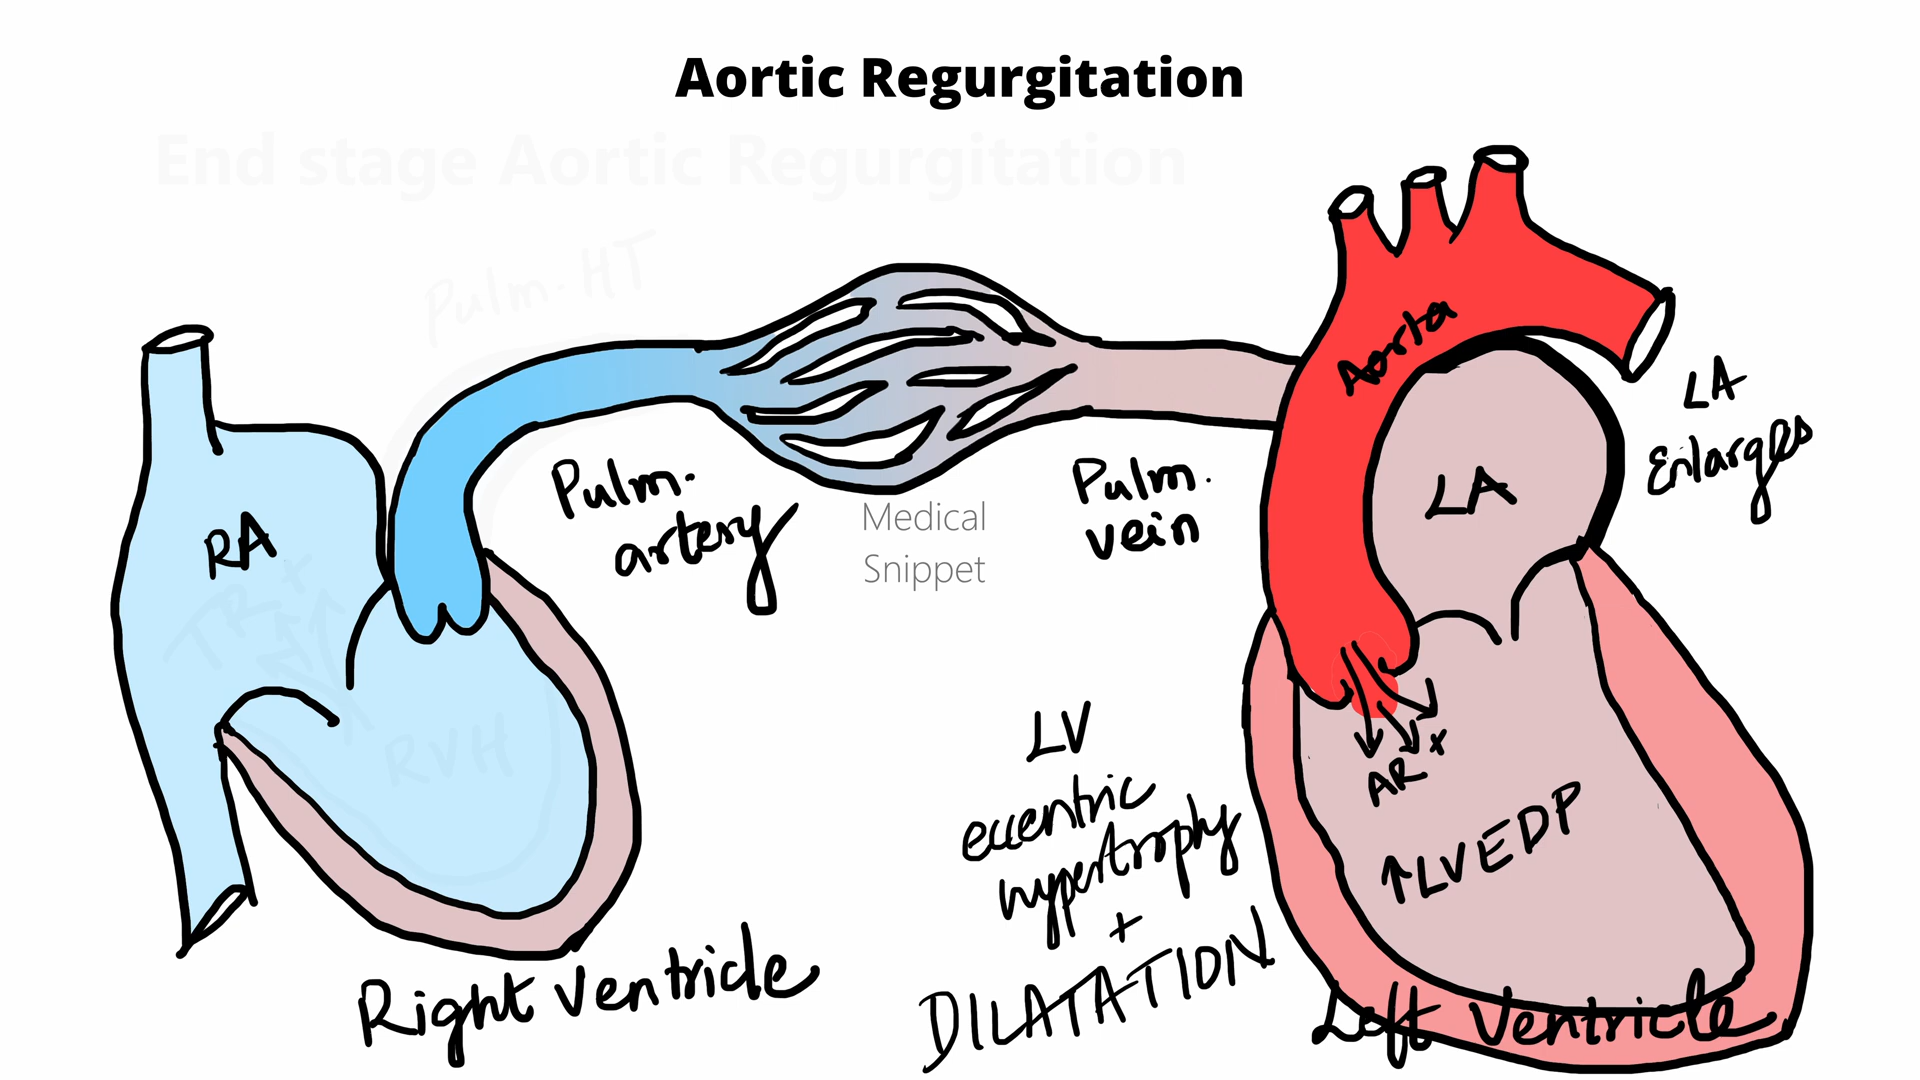 Aortic Regurgitation
End stage Aortic Regurgitation
Pulm. HT
Aorta
LA
Enlarges
RA
Pulm.
artery
Medical
Snippet
Pulm.
vein
LA
TR
RVH
LV
eccentric
hypertrophy
+
DILATATION
AR
↑LVEDP
Right Ventricle
Left Ventricle